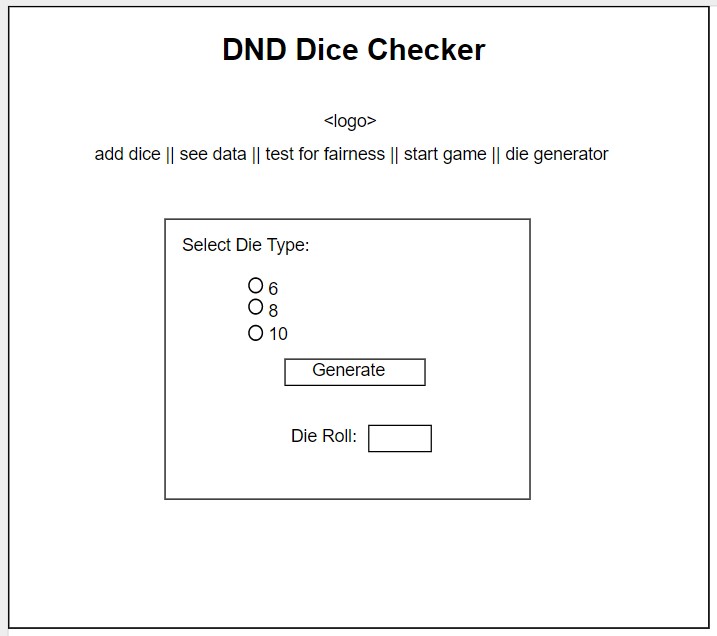 DND Dice Checker
<logo>
add dice || see data || test for fairness || start game || die generator
Select Die Type:
6
8
10
Generate
Die Roll: